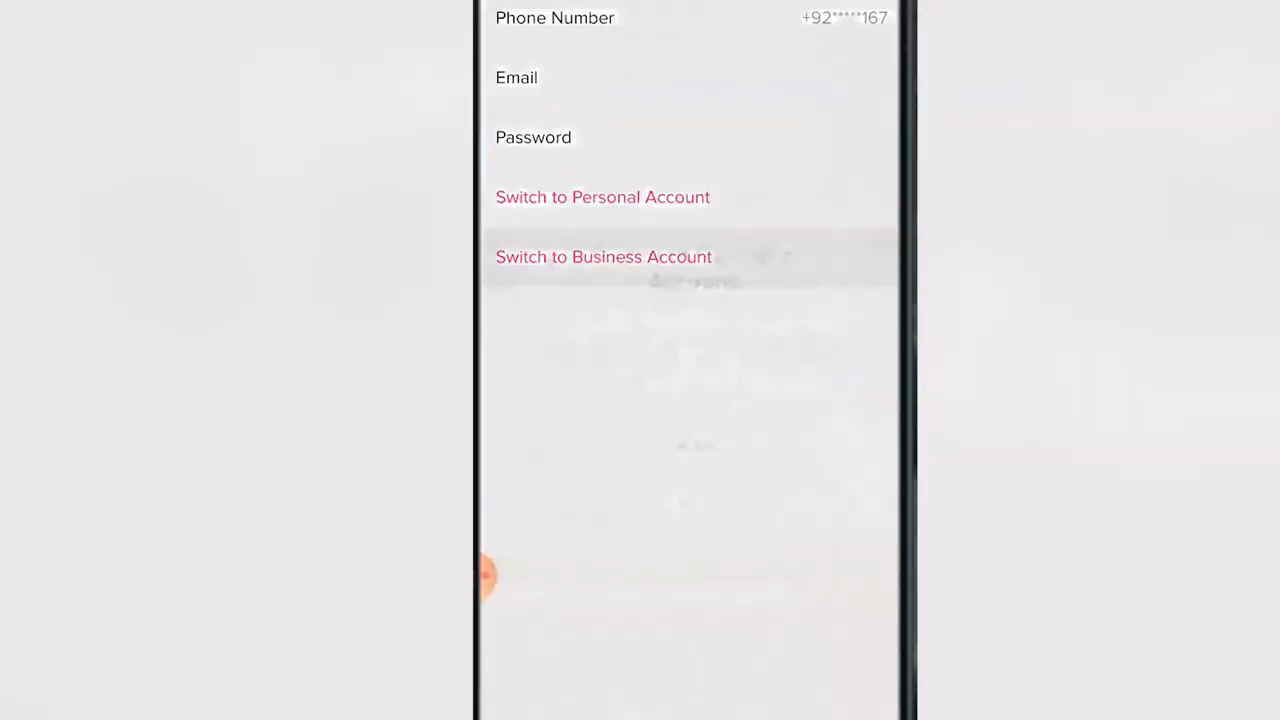 Phone Number +92*****167
Email
Password
Switch to Personal Account
Switch to Business Account